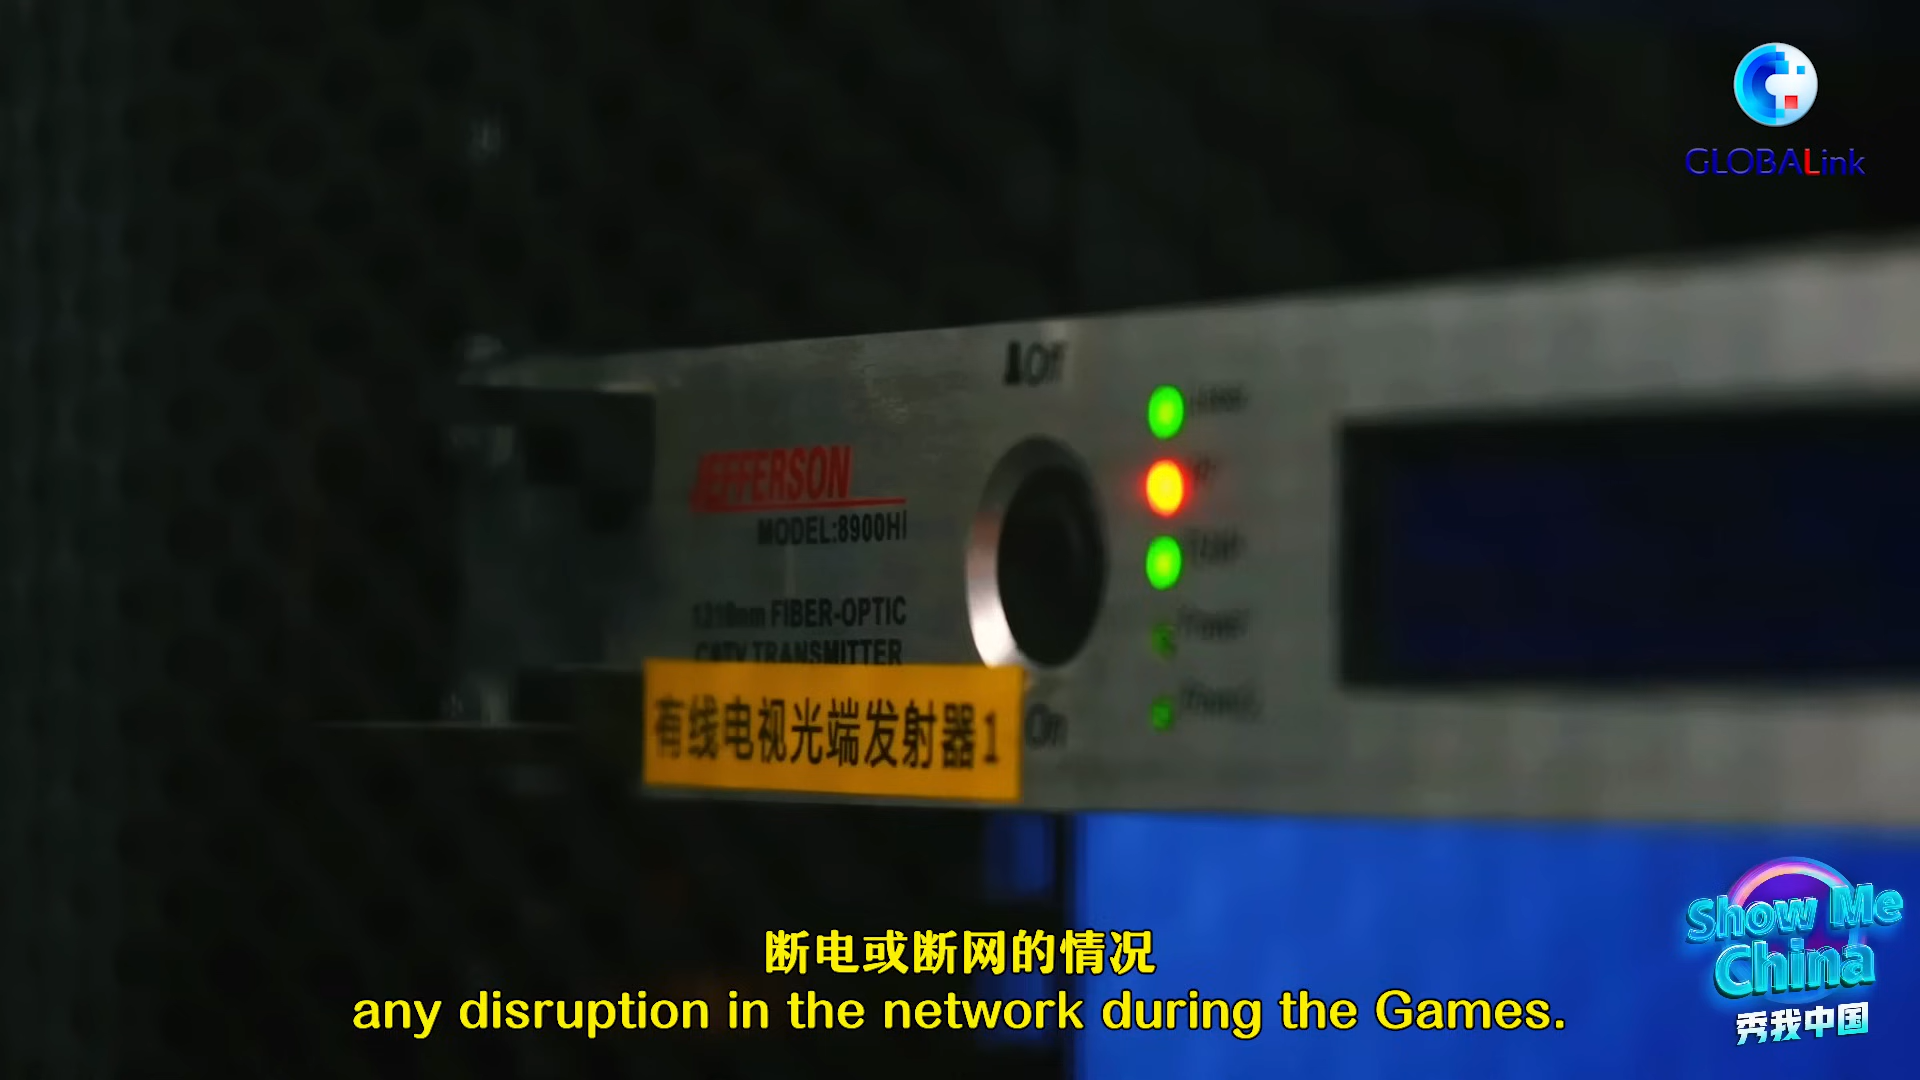 GLOBALink
Off
JEFFERSON
MODEL:8900HI
1310nm FIBER-OPTIC
CATV TRANSMITTER
有线电视光端发射器1
On
断电或断网的情况
any disruption in the network during the Games.
Show Me
China
秀我中国